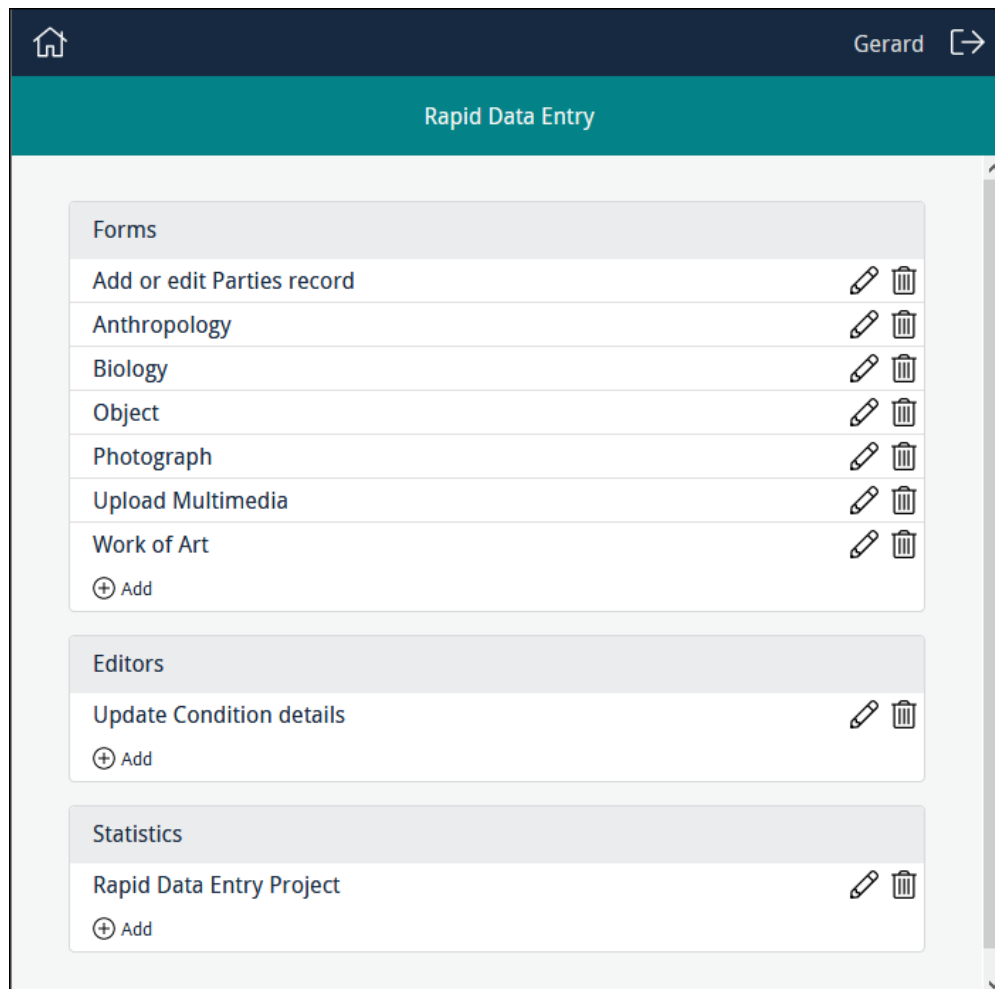 Gerard
Rapid Data Entry
Forms
Add or edit Parties record
Anthropology
Biology
Object
Photograph
Upload Multimedia
Work of Art
Add
Editors
Update Condition details
Add
Statistics
Rapid Data Entry Project
Add